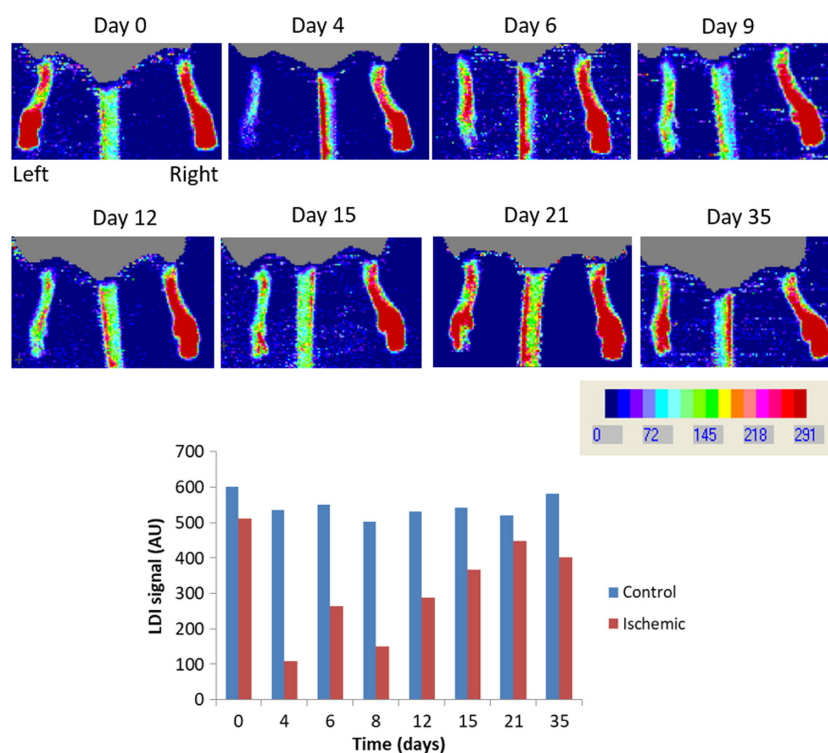 Day 0 Day 4 Day 6 Day 9
Left Right
Day 12 Day 15 Day 21 Day 35
0 72 145 218 291
700
600
500
400
300
200
100
0
LDI signal (AU)
0 4 6 8 12 15 21 35
Time (days)
Control
Ischemic